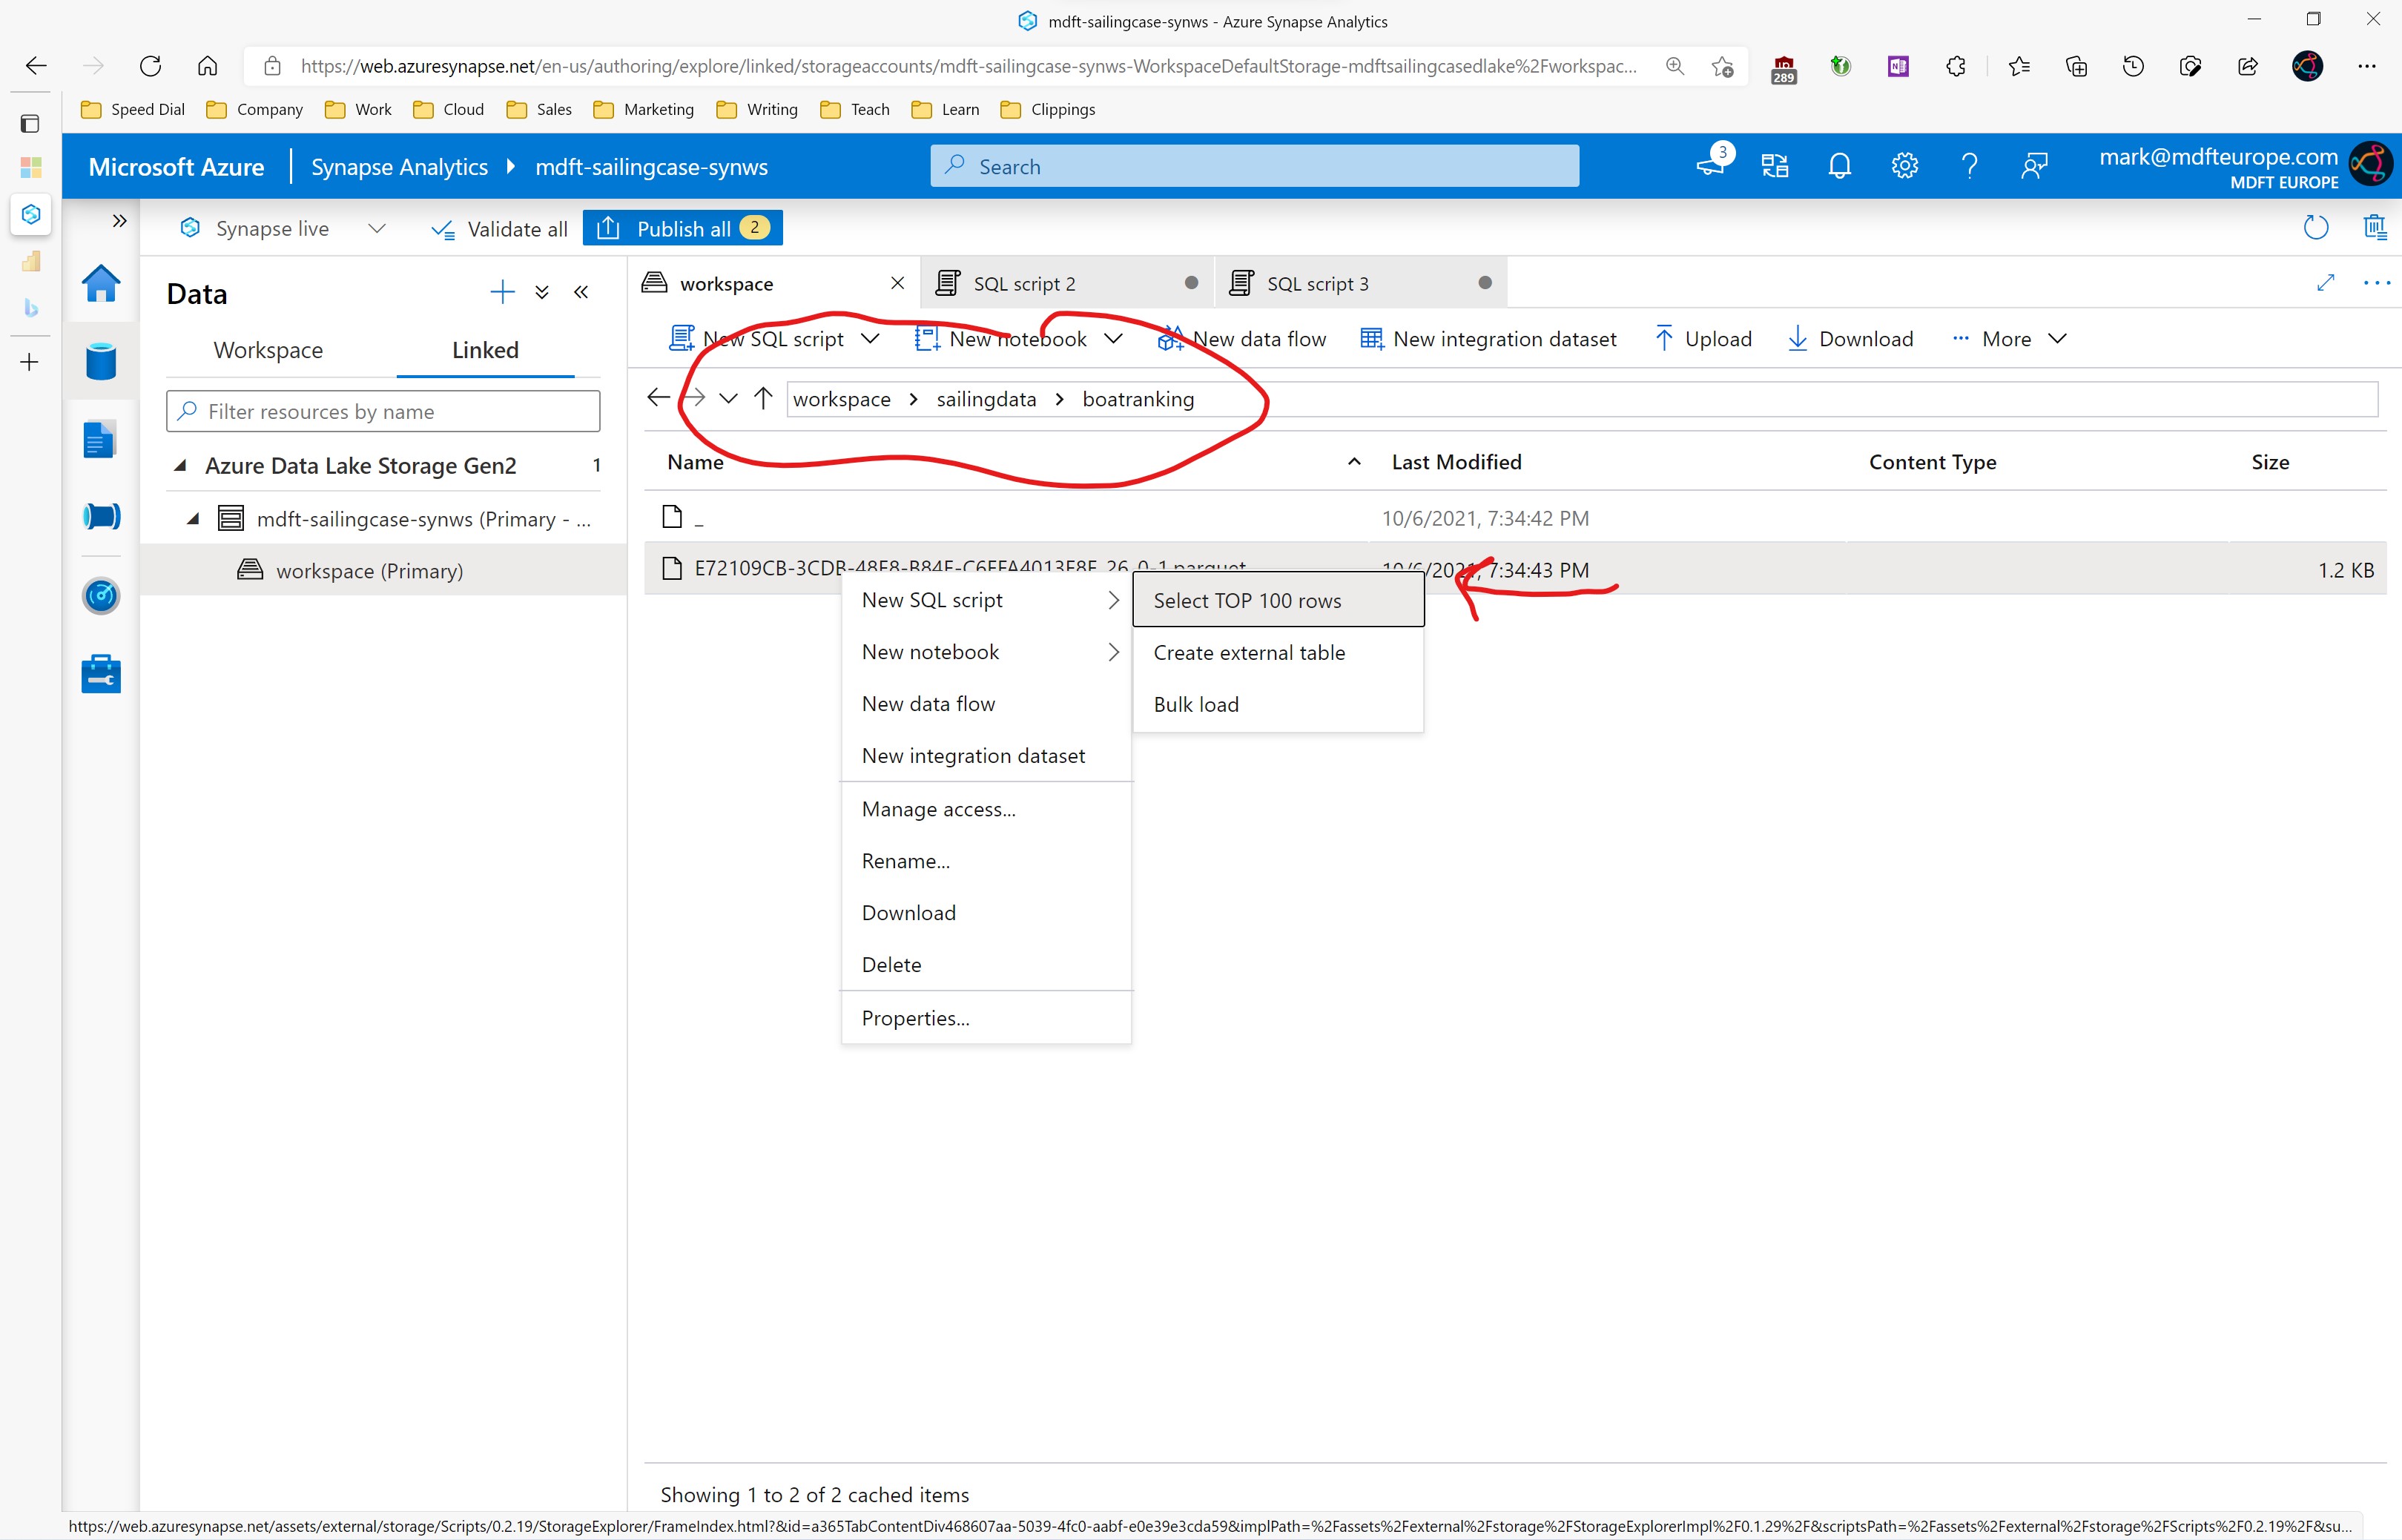 mdft-sailingcase-synws - Azure Synapse Analytics
https://web.azuresynapse.net/en-us/authoring/explore/linked/storageaccounts/mdft-sailingcase-synws-WorkspaceDefaultStorage-mdftsailingcasedlake%2Fworkspac...
289
Speed Dial Company Work Cloud Sales Marketing Writing Teach Learn Clippings
Microsoft Azure Synapse Analytics mdft-sailingcase-synws Search 3 mark@mdfteurope.com
MDFT EUROPE
Synapse live Validate all Publish all 2
Data
workspace SQL script 2 SQL script 3
New SQL script New notebook New data flow New integration dataset Upload Download More
Workspace Linked
workspace > sailingdata > boatranking
Filter resources by name
Azure Data Lake Storage Gen2 1
Name Last Modified Content Type Size
mdft-sailingcase-synws (Primary - ...
_ 10/6/2021, 7:34:42 PM
workspace (Primary)
E72109CB-3CDB-48F8-B84F-C6FFA4013F8F_26_0-1.parquet 10/6/2021, 7:34:43 PM 1.2 KB
New SQL script Select TOP 100 rows
New notebook Create external table
New data flow Bulk load
New integration dataset
Manage access...
Rename...
Download
Delete
Properties...
Showing 1 to 2 of 2 cached items
https://web.azuresynapse.net/assets/external/storage/Scripts/0.2.19/StorageExplorer/FrameIndex.html?&id=a365TabContentDiv468607aa-5039-4fc0-aabf-e0e39e3cda59&implPath=%2Fassets%2Fexternal%2Fstorage%2FStorageExplorerImpl%2F0.1.29%2F&scriptsPath=%2Fassets%2Fexternal%2Fstorage%2FScripts%2F0.2.19%2F&su...